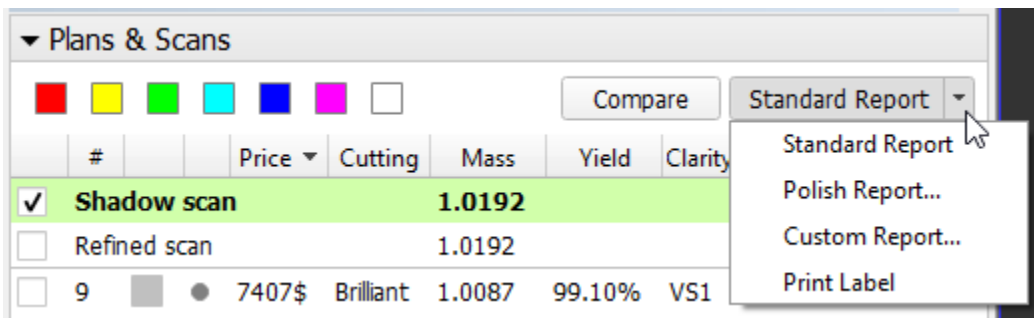 Plans & Scans
Compare Standard Report
# Price Cutting Mass Yield Clarity
Standard Report
Shadow scan 1.0192
Polish Report...
Refined scan 1.0192
Custom Report...
9 7407$ Brilliant 1.0087 99.10% VS1
Print Label